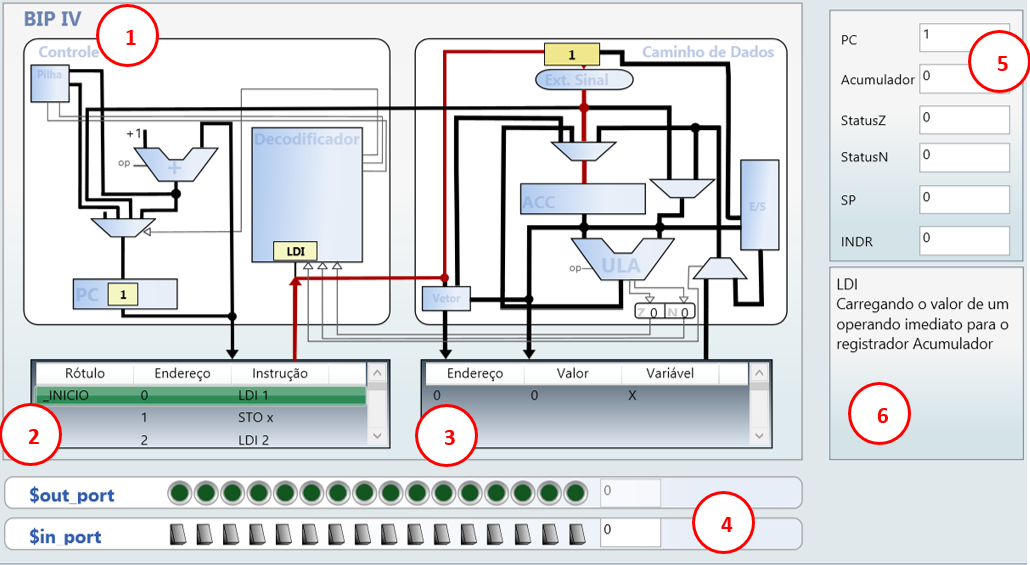 BIP IV
1
Controle
Pilha
+1
op
+
Decodificador
LDI
PC
1
1
Caminho de Dados
Ext. Sinal
ACC
E/S
ULA
op
Vetor
Z 0 N 0
Rótulo Endereço Instrução
_INICIO 0 LDI 1
1 STO x
2 LDI 2
2
Endereço Valor Variável
0 0 X
3
$out_port 0
$in_port 0
4
PC 1
Acumulador 0
StatusZ 0
StatusN 0
SP 0
INDR 0
5
LDI
Carregando o valor de um
operando imediato para o
registrador Acumulador
6